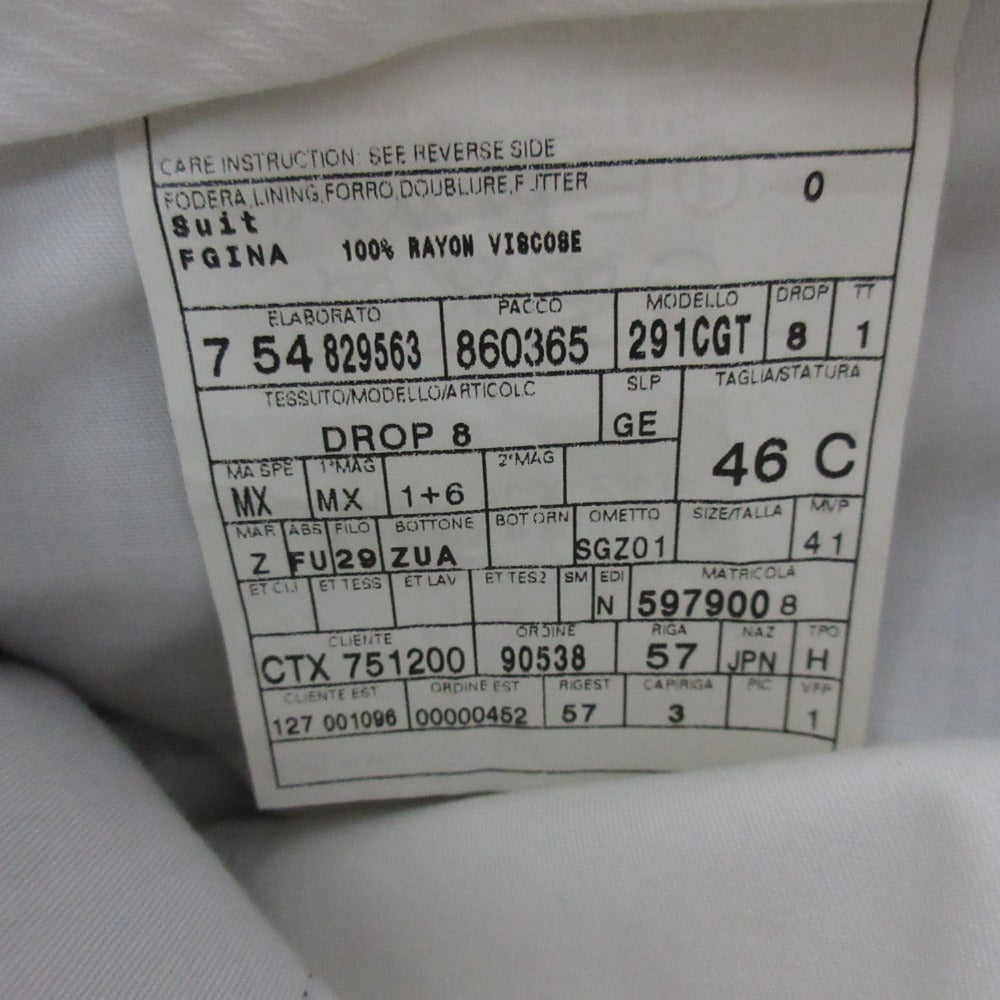 CARE INSTRUCTION: SEE REVERSE SIDE
FODERA,LINING,FORRO,DOUBLURE,FUTTER 0
Suit
FGINA 100% RAYON VISCOSE
ELABORATO PACCO MODELLO DROP TT
7 54 829563 860365 291CGT 8 1
TESSUTO/MODELLO/ARTICOLO SLP TAGLIA/STATURA
DROP 8 GE 46 C
MA SPE 1°MAG 2°MAG
MX MX 1+6
MAR ABS FILO BOTTONE BOT ORN OMETTO SIZE/TALLA MVP
Z FU 29 ZUA SGZ01 41
ET CU ET TESS ET LAV ET TES2 SM EDI MATRICOLA
N 597900 8
CLIENTE ORDINE RIGA NAZ TPO
CTX 751200 90538 57 JPN H
CLIENTE EST ORDINE EST RIGEST CAPIRIGA PIC VFP
127 001096 00000452 57 3 1